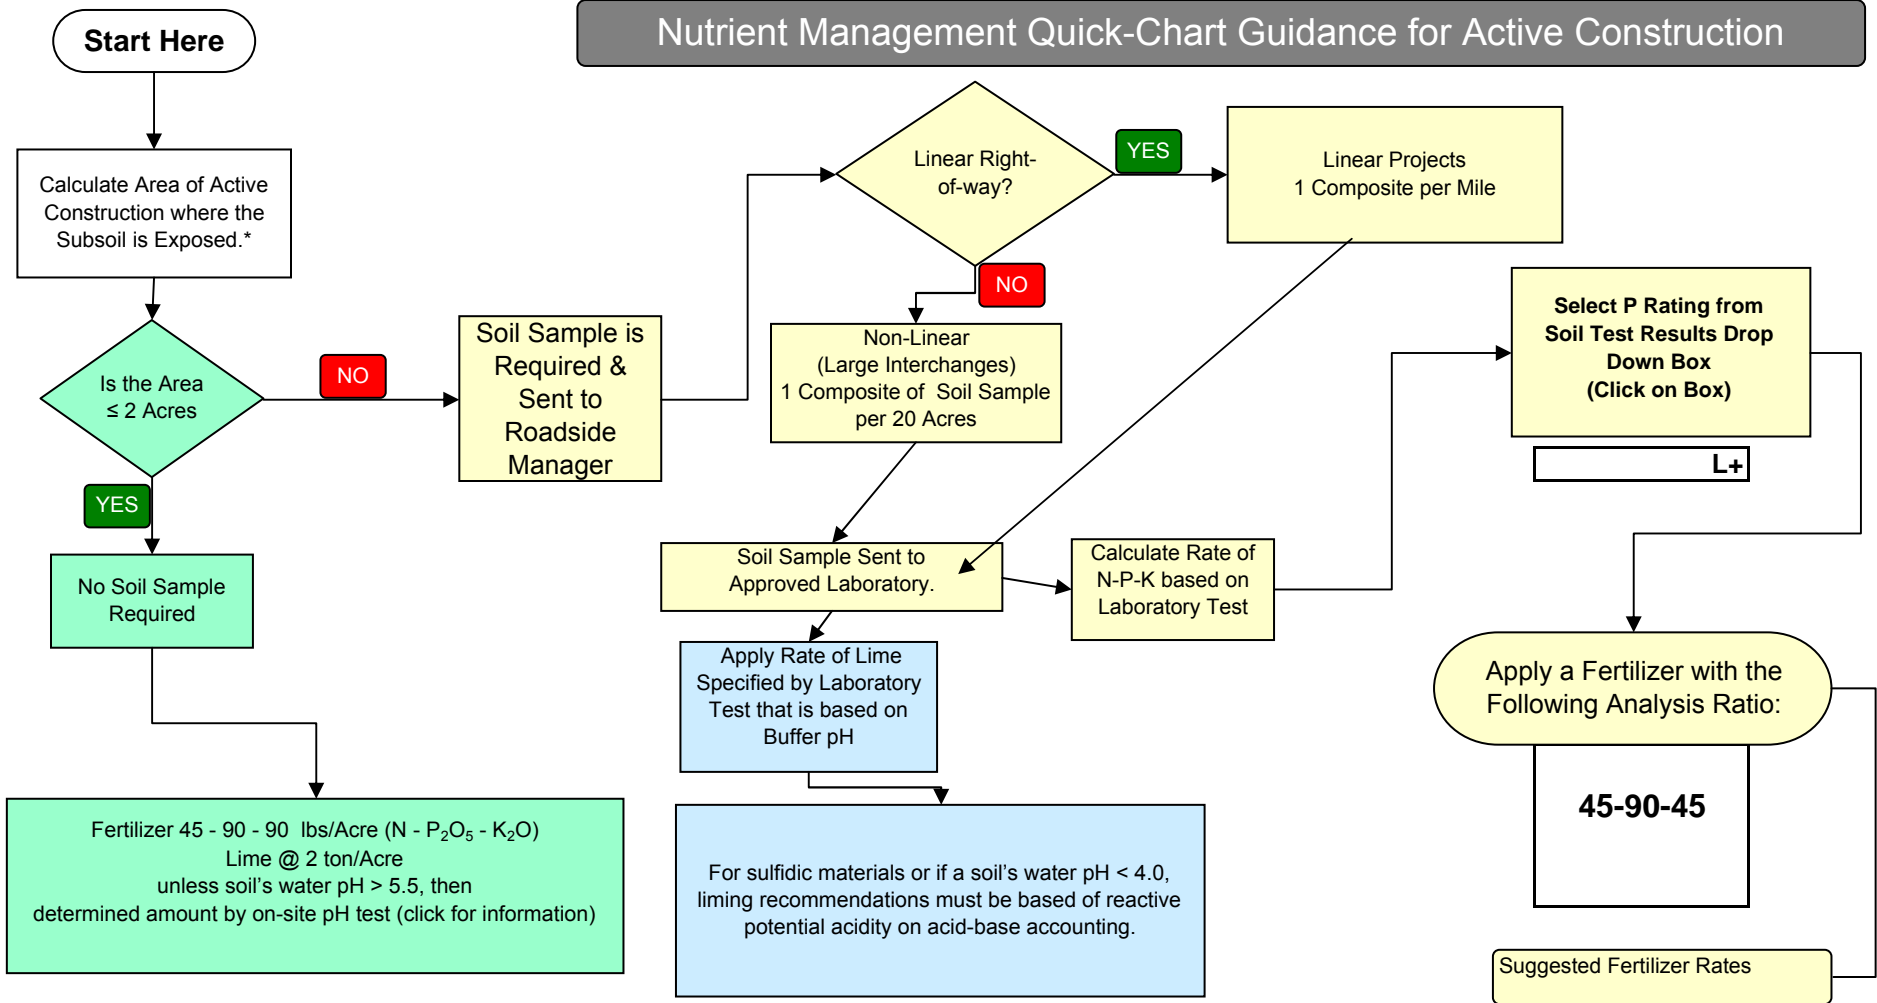 Start Here
Nutrient Management Quick-Chart Guidance for Active Construction
Calculate Area of Active
Construction where the
Subsoil is Exposed.*
Is the Area
≤ 2 Acres
NO
YES
No Soil Sample
Required
Fertilizer 45 - 90 - 90 lbs/Acre (N - P₂O₅ - K₂O)
Lime @ 2 ton/Acre
unless soil's water pH > 5.5, then
determined amount by on-site pH test (click for information)
Soil Sample is
Required &
Sent to
Roadside
Manager
Linear Right-
of-way?
YES
Linear Projects
1 Composite per Mile
NO
Non-Linear
(Large Interchanges)
1 Composite of Soil Sample
per 20 Acres
Soil Sample Sent to
Approved Laboratory.
Apply Rate of Lime
Specified by Laboratory
Test that is based on
Buffer pH
For sulfidic materials or if a soil's water pH < 4.0,
liming recommendations must be based of reactive
potential acidity on acid-base accounting.
Calculate Rate of
N-P-K based on
Laboratory Test
Select P Rating from
Soil Test Results Drop
Down Box
(Click on Box)
L+
Apply a Fertilizer with the
Following Analysis Ratio:
45-90-45
Suggested Fertilizer Rates